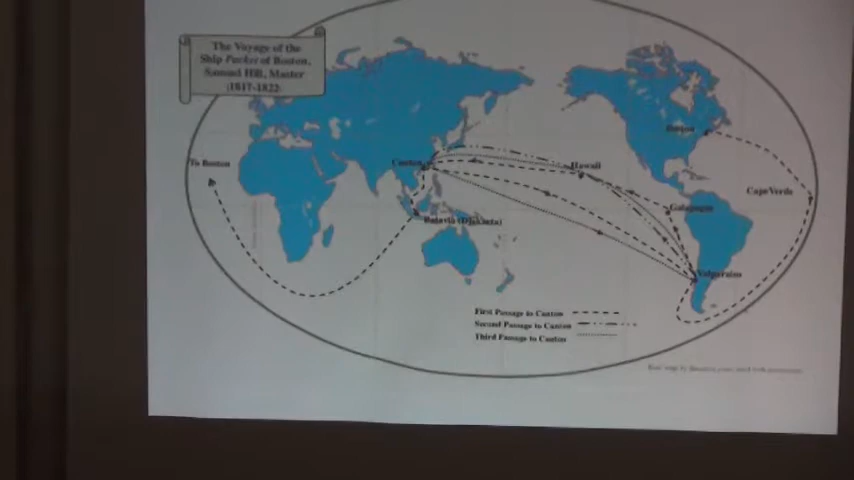 The Voyage of the
Ship Packet of Boston,
Samuel Hill, Master
(1817-1822)
Boston
To Boston
Canton
Hawaii
Cape Verde
Galapagos
Batavia (Djakarta)
Valparaiso
First Passage to Canton
Second Passage to Canton
Third Passage to Canton